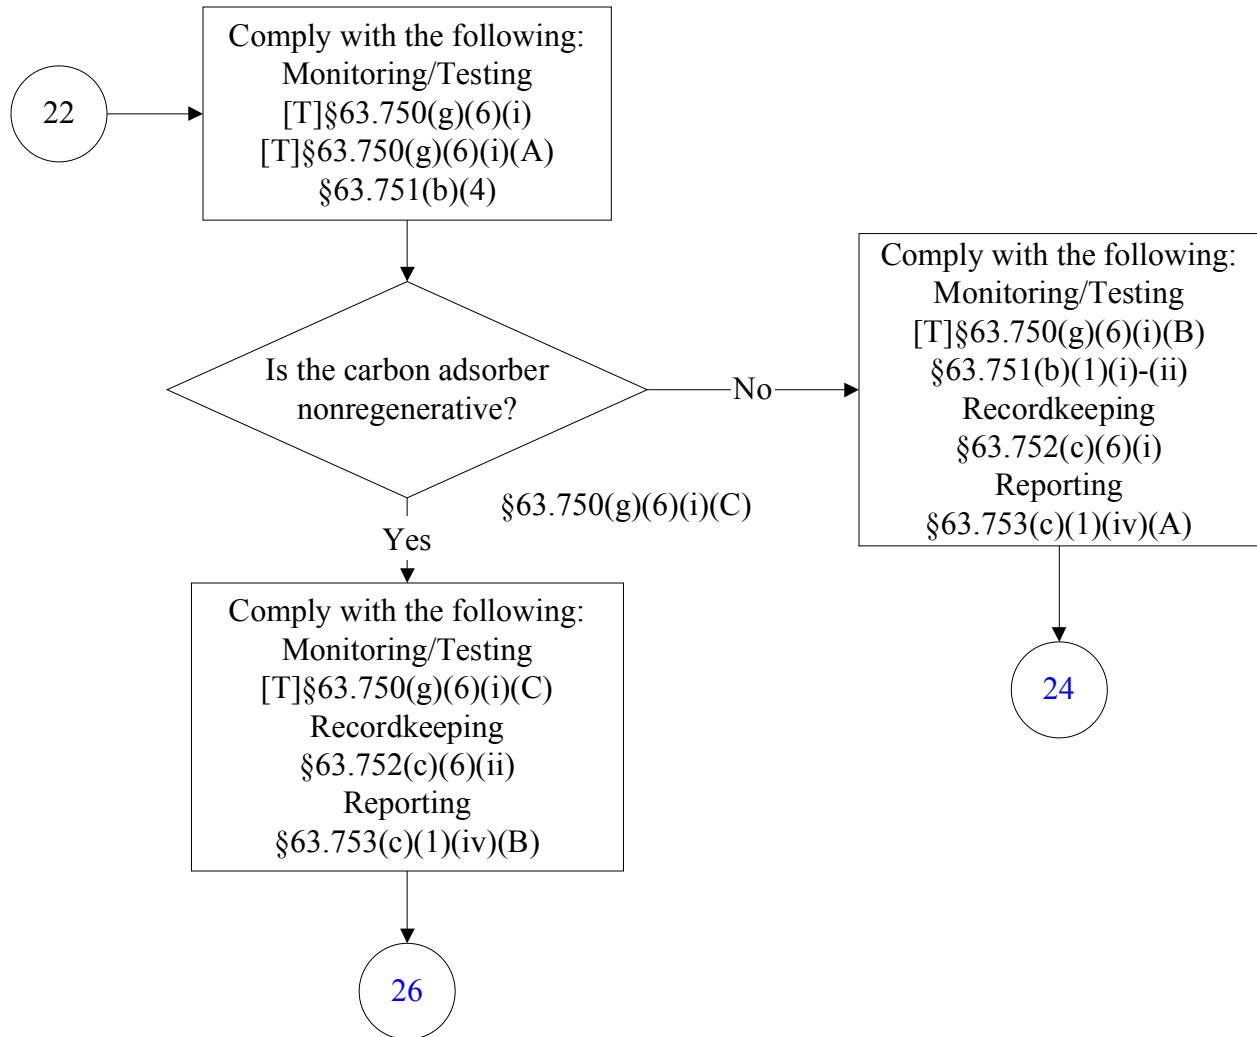 22
Comply with the following:
Monitoring/Testing
[T]§63.750(g)(6)(i)
[T]§63.750(g)(6)(i)(A)
§63.751(b)(4)
Is the carbon adsorber
nonregenerative?
No
Comply with the following:
Monitoring/Testing
[T]§63.750(g)(6)(i)(B)
§63.751(b)(1)(i)-(ii)
Recordkeeping
§63.752(c)(6)(i)
Reporting
§63.753(c)(1)(iv)(A)
24
§63.750(g)(6)(i)(C)
Yes
Comply with the following:
Monitoring/Testing
[T]§63.750(g)(6)(i)(C)
Recordkeeping
§63.752(c)(6)(ii)
Reporting
§63.753(c)(1)(iv)(B)
26